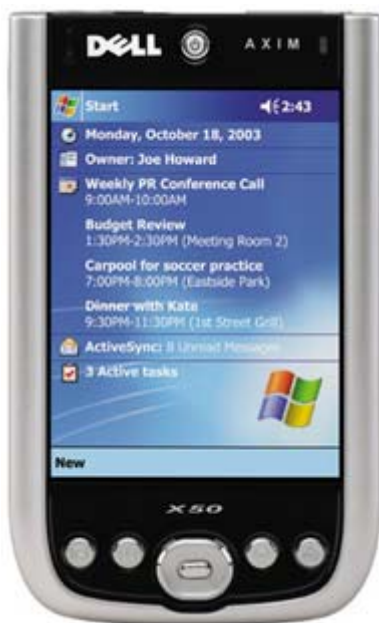 DELL
AXIM
Start
2:43
Monday, October 18, 2003
Owner: Joe Howard
Weekly PR Conference Call
9:00AM-10:00AM
Budget Review
1:30PM-2:30PM (Meeting Room 2)
Carpool for soccer practice
7:00PM-8:00PM (Eastside Park)
Dinner with Kate
9:30PM-11:30PM (1st Street Grill)
ActiveSync: 8 Unread Messages
3 Active tasks
New
X50